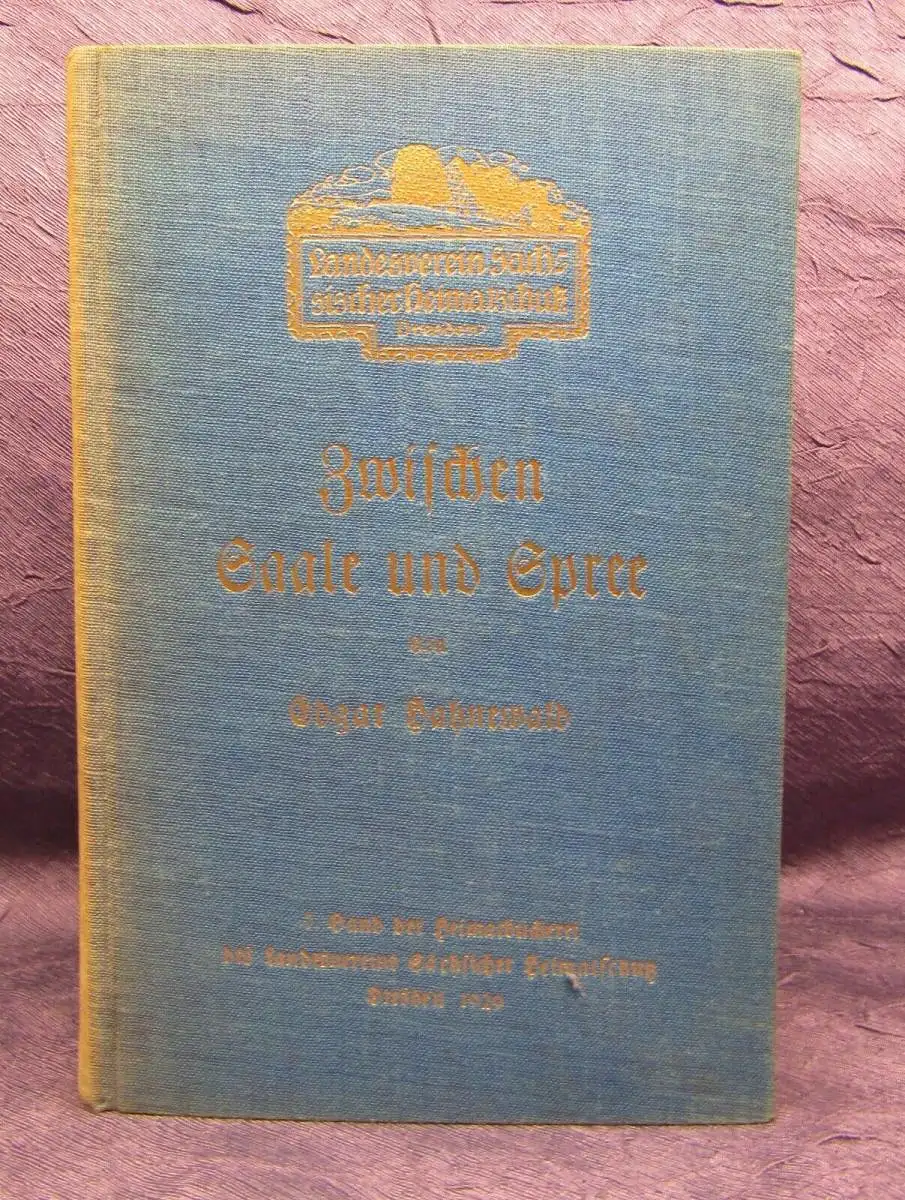 Landesverein Säch-
sischer Heimatschutz
Dresden
Zwischen
Saale und Spree
von
Edgar Hahnewald
Band der Heimatbücherei
des Landesvereins Sächsischer Heimatschutz
Dresden 1929